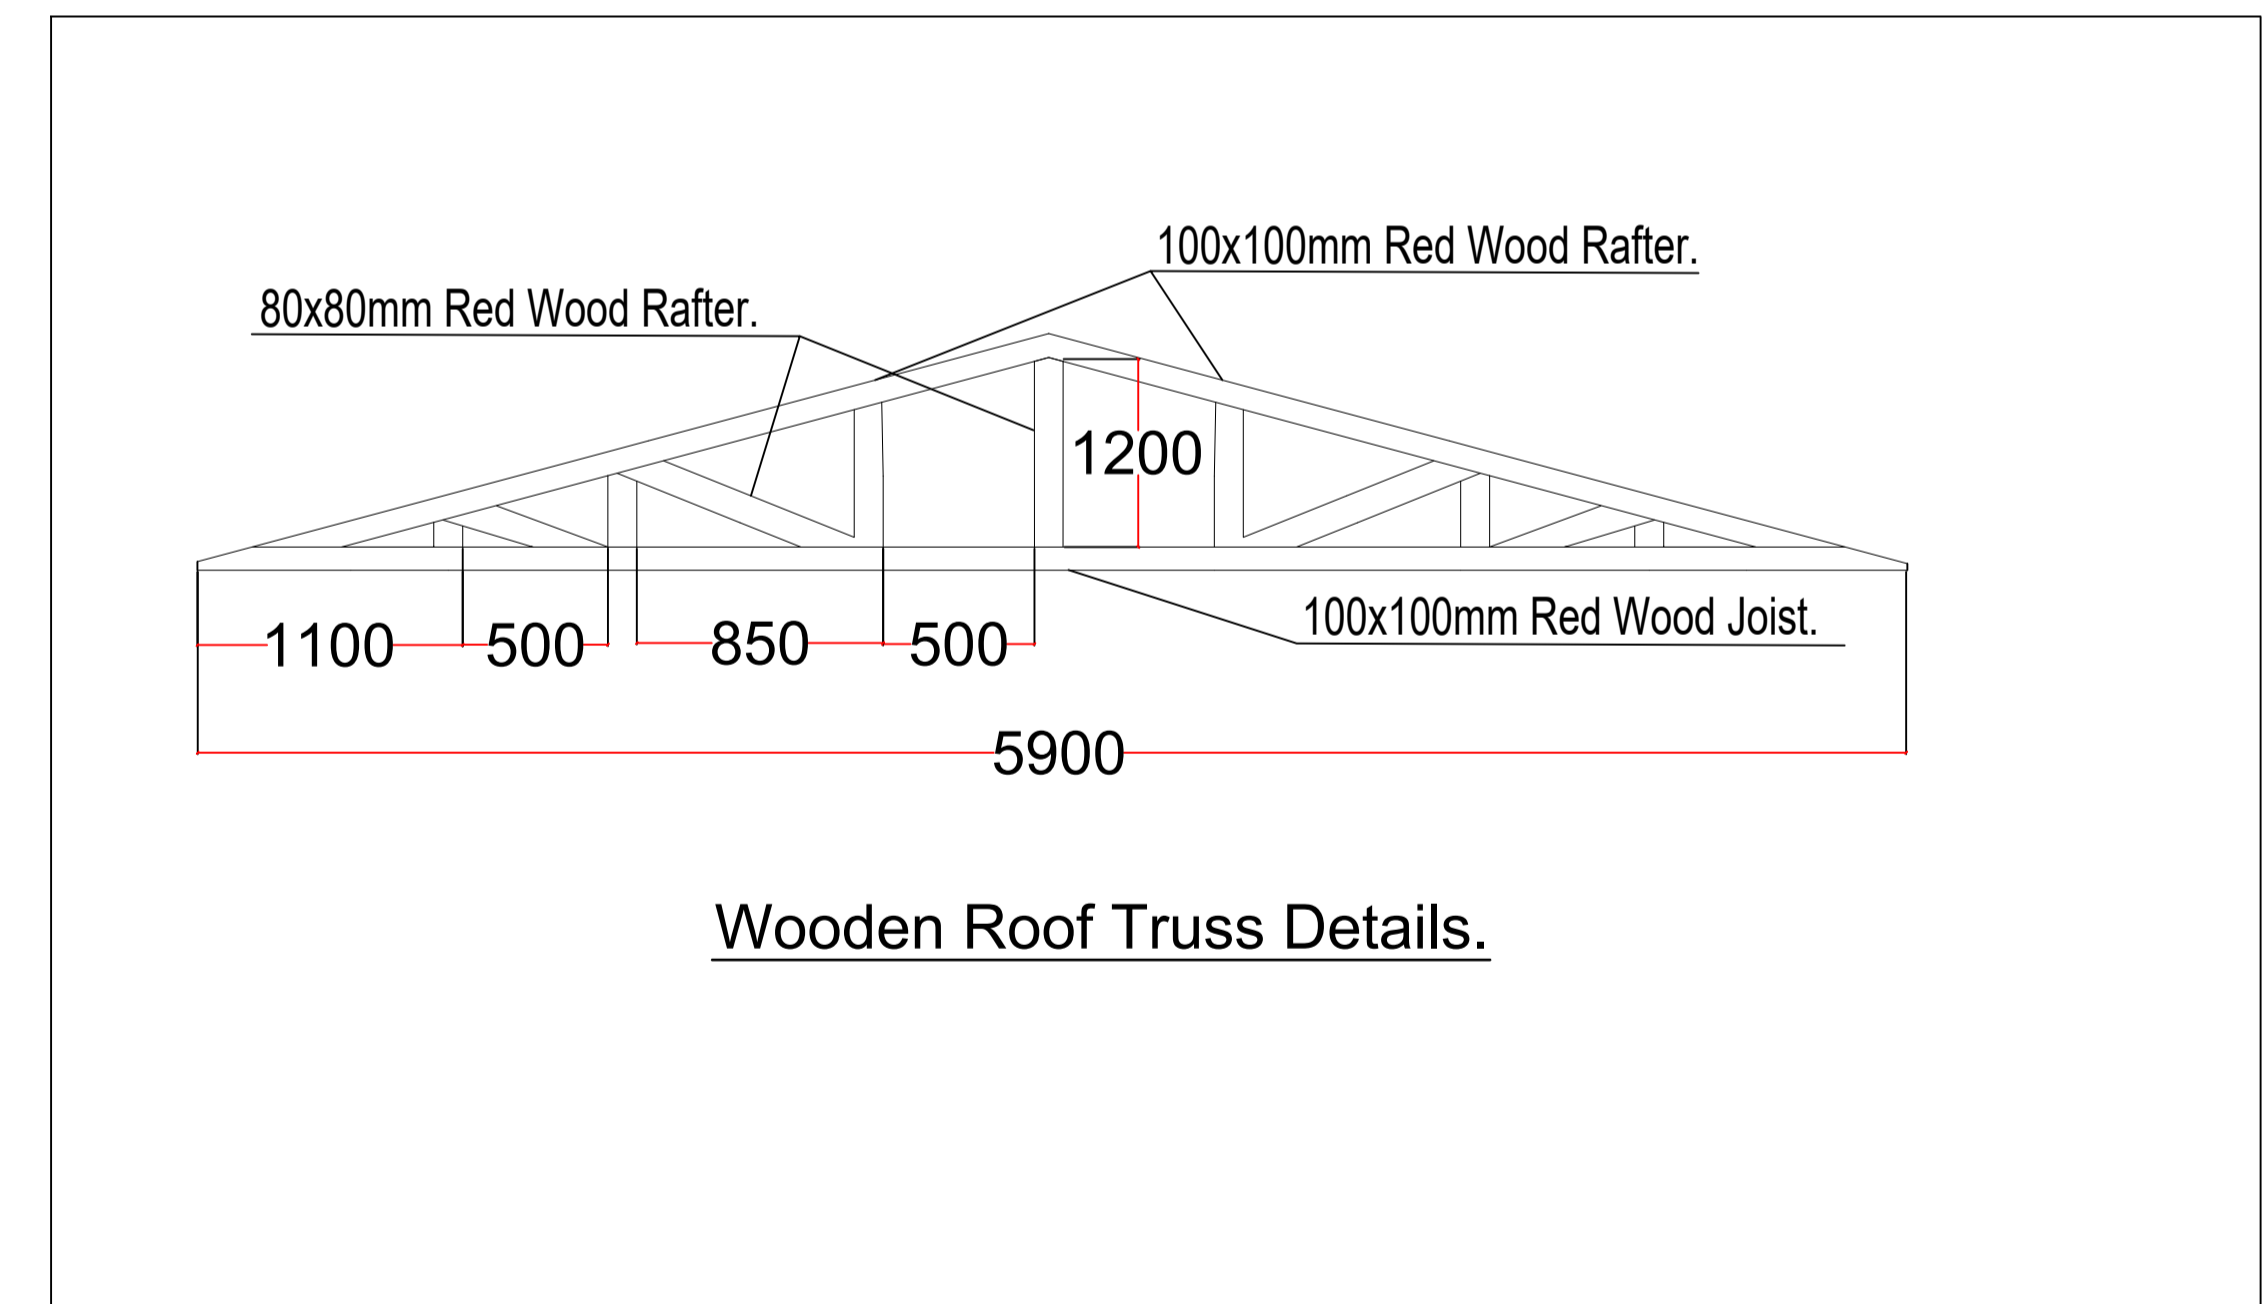 100x100mm Red Wood Rafter.
80x80mm Red Wood Rafter.
1200
100x100mm Red Wood Joist.
1100 500 850 500
5900
Wooden Roof Truss Details.